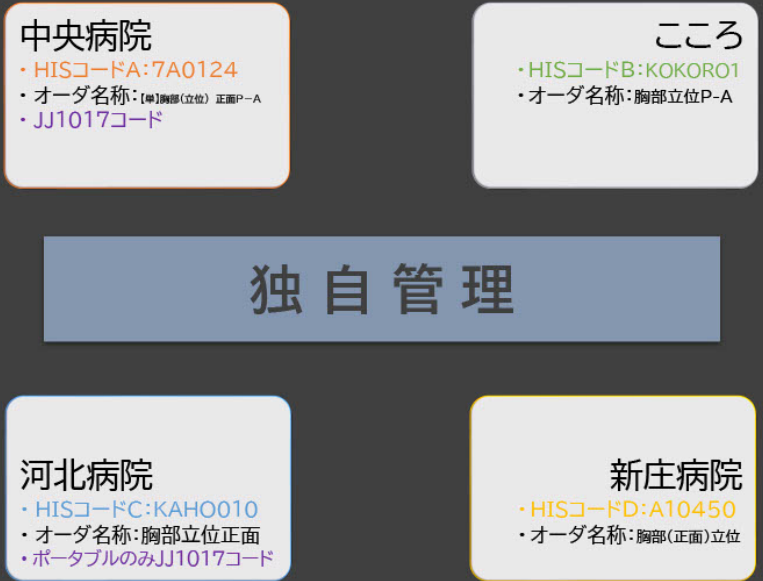 中央病院
・HISコードA:7A0124
・オーダ名称:【単】胸部(立位) 正面P-A
・JJ1017コード
こころ
・HISコードB:KOKORO1
・オーダ名称:胸部立位P-A
独自管理
河北病院
・HISコードC:KAHO010
・オーダ名称:胸部立位正面
・ポータブルのみJJ1017コード
新庄病院
・HISコードD:A10450
・オーダ名称:胸部(正面)立位